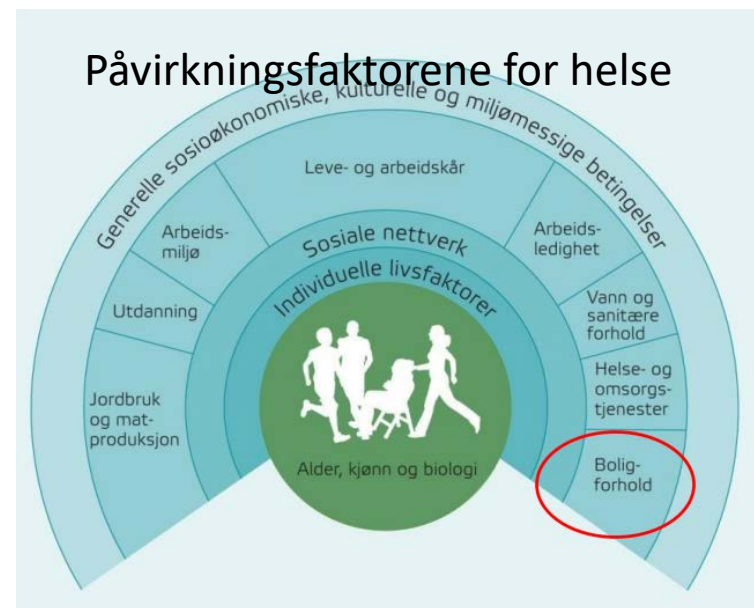 Påvirkningsfaktorene for helse
Generelle sosioøkonomiske, kulturelle og miljømessige betingelser
Leve- og arbeidskår
Arbeids-
miljø
Arbeids-
ledighet
Sosiale nettverk
Individuelle livsfaktorer
Utdanning
Vann og
sanitære
forhold
Jordbruk
og mat-
produksjon
Helse- og
omsorgs-
tjenester
Alder, kjønn og biologi
Bolig-
forhold